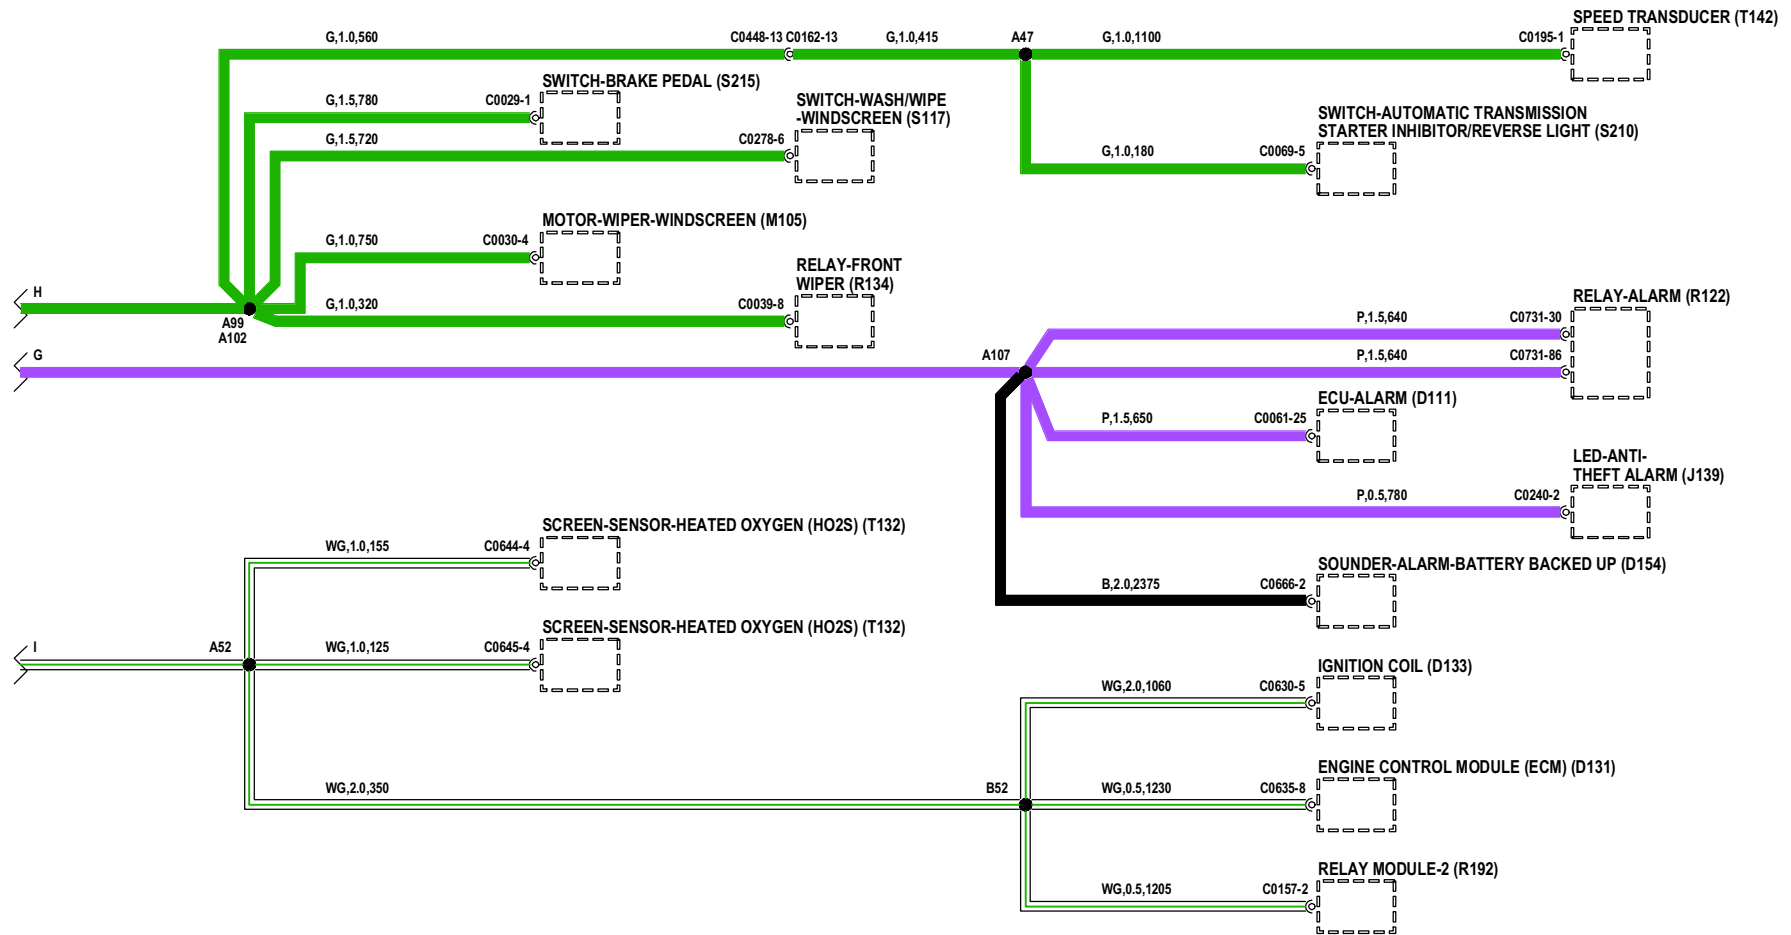 SPEED TRANSDUCER (T142)
G,1.0,560
C0448-13 C0162-13
G,1.0,415
A47
G,1.0,1100
C0195-1
SWITCH-BRAKE PEDAL (S215)
G,1.5,780
C0029-1
SWITCH-WASH/WIPE
-WINDSCREEN (S117)
G,1.5,720
C0278-6
SWITCH-AUTOMATIC TRANSMISSION
STARTER INHIBITOR/REVERSE LIGHT (S210)
G,1.0,180
C0069-5
MOTOR-WIPER-WINDSCREEN (M105)
G,1.0,750
C0030-4
RELAY-FRONT
WIPER (R134)
H
G,1.0,320
C0039-8
A99
A102
RELAY-ALARM (R122)
P,1.5,640
C0731-30
G
A107
P,1.5,640
C0731-86
ECU-ALARM (D111)
P,1.5,650
C0061-25
LED-ANTI-
THEFT ALARM (J139)
P,0.5,780
C0240-2
SCREEN-SENSOR-HEATED OXYGEN (HO2S) (T132)
WG,1.0,155
C0644-4
SOUNDER-ALARM-BATTERY BACKED UP (D154)
B,2.0,2375
C0666-2
SCREEN-SENSOR-HEATED OXYGEN (HO2S) (T132)
I
A52
WG,1.0,125
C0645-4
IGNITION COIL (D133)
WG,2.0,1060
C0630-5
ENGINE CONTROL MODULE (ECM) (D131)
WG,2.0,350
B52
WG,0.5,1230
C0635-8
RELAY MODULE-2 (R192)
WG,0.5,1205
C0157-2